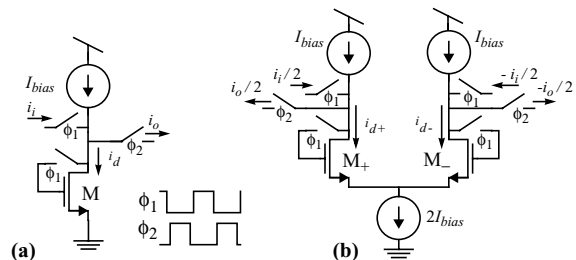 I_bias
i_i
ϕ_1
i_o
ϕ_2
i_d
ϕ_1
M
ϕ_1
ϕ_2
(a)
I_bias
I_bias
i_o/2
i_i/2
ϕ_1
ϕ_2
- i_i/2
-i_o/2
ϕ_1
ϕ_2
i_d+
i_d-
ϕ_1
M_+
M_–
ϕ_1
2I_bias
(b)